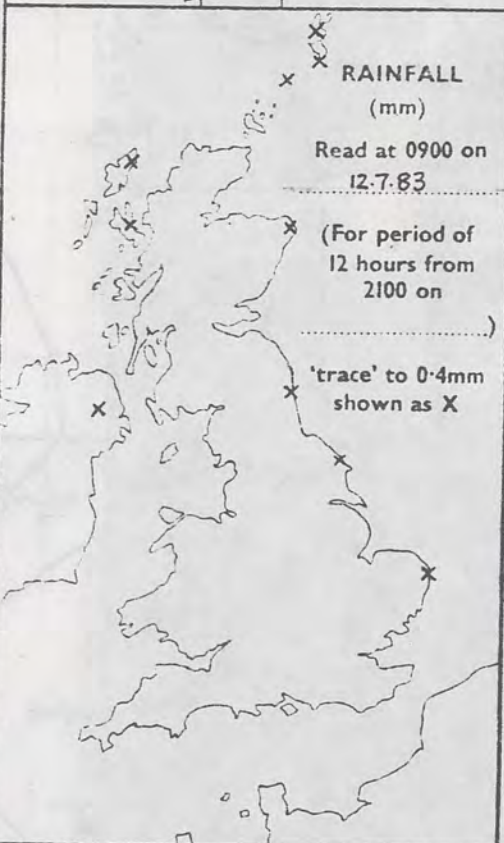 RAINFALL
(mm)
Read at 0900 on
12.7.83
(For period of
12 hours from
2100 on
....................)
'trace' to 0·4mm
shown as X